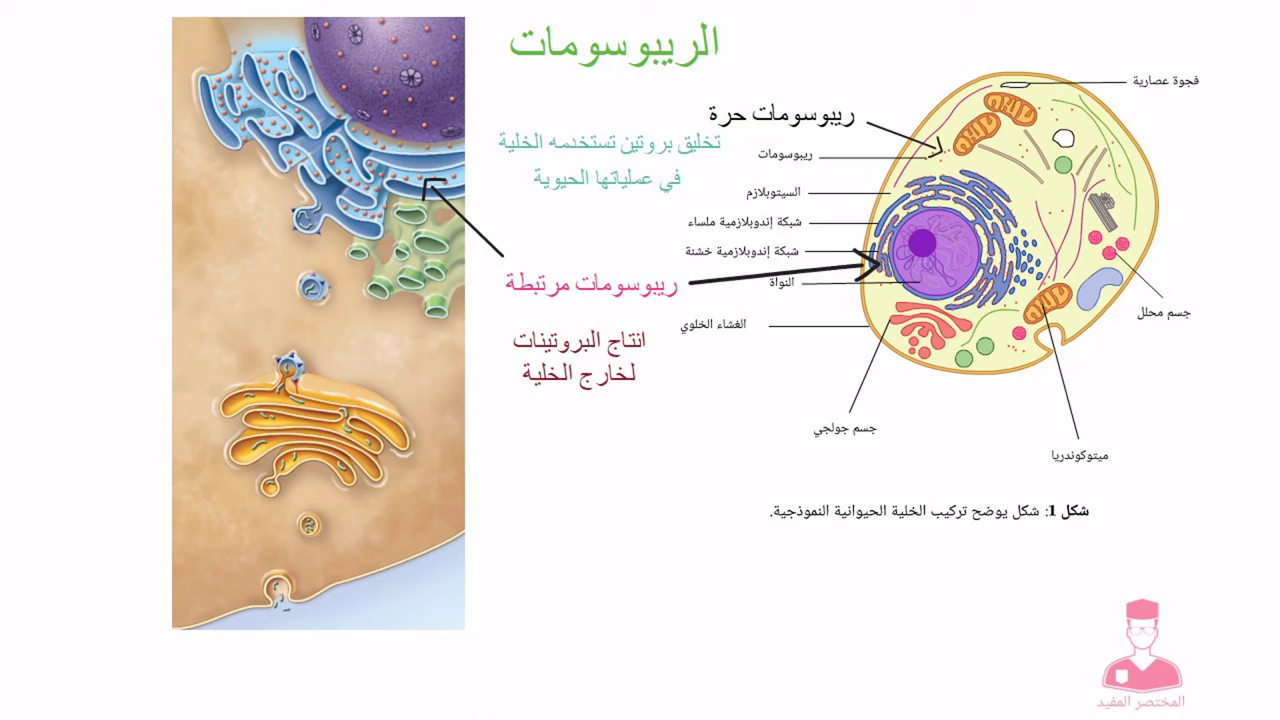 الريبوسومات
فجوة عصارية
ريبوسومات حرة
تخليق بروتين تستخدمه الخلية
في عملياتها الحيوية
ريبوسومات
السيتوبلازم
شبكة إندوبلازمية ملساء
شبكة إندوبلازمية خشنة
النواة
ريبوسومات مرتبطة
انتاج البروتينات
لخارج الخلية
الغشاء الخلوي
جسم محلل
جسم جولجي
ميتوكوندريا
شكل 1: شكل يوضح تركيب الخلية الحيوانية النموذجية.
المختصر المفيد